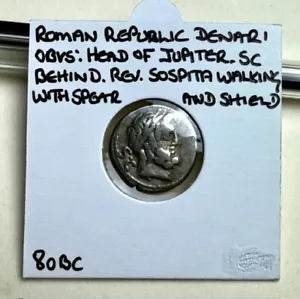 ROMAN REPUBLIC DENARI
OBVS: HEAD OF JUPITER. SC
BEHIND. REV. SOSPITA WALKING
WITH SPEAR AND SHIELD
80BC